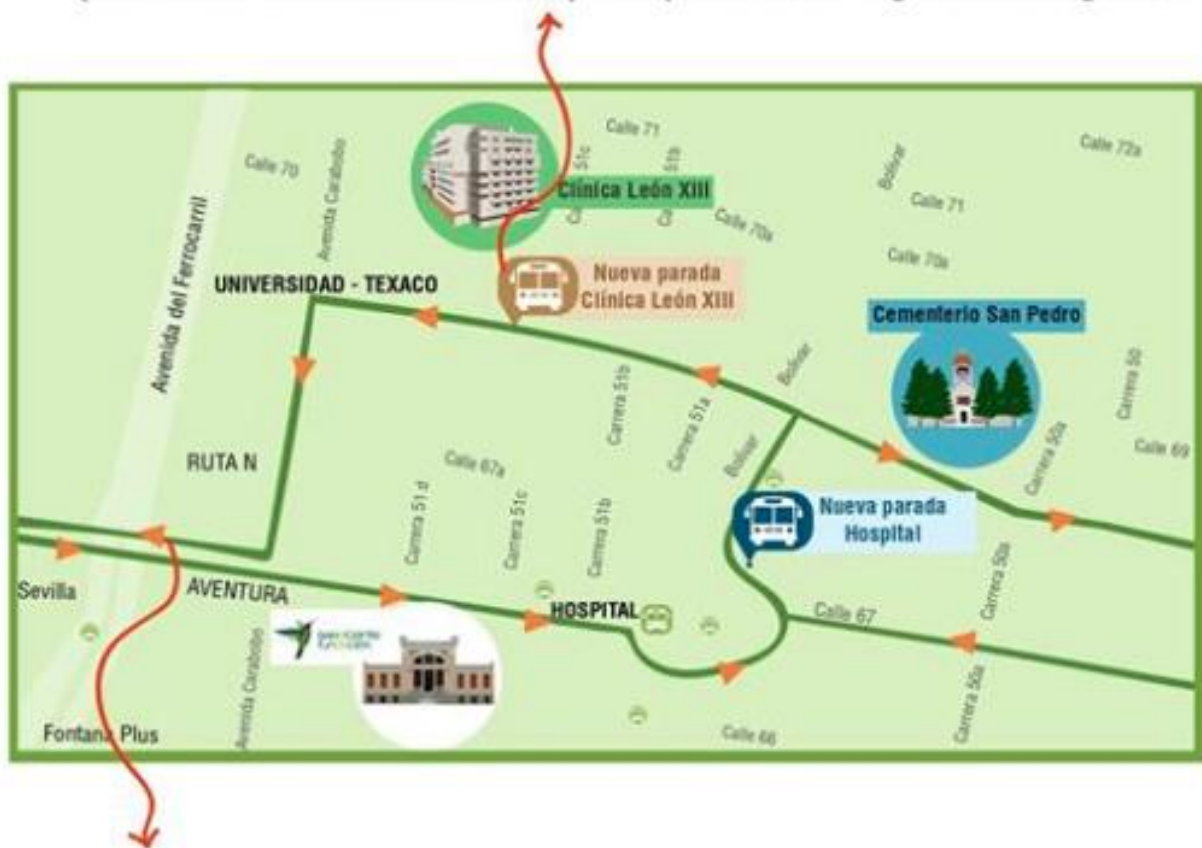 Calle 71
Calle 72a
Calle 70
Avenida Carabobo
51c
51b
Bolivar
Clínica León XIII
Calle 71
Calle 70a
Calle 70a
Avenida del Ferrocarril
UNIVERSIDAD - TEXACO
Nueva parada
Clínica León XIII
Cementerio San Pedro
Bolivar
Carrera 51b
Carrera 51a
Bolivar
Carrera 50
Carrera 50a
Calle 69
RUTA N
Calle 67a
Carrera 51 d
Carrera 51c
Carrera 51b
Nueva parada
Hospital
Sevilla
AVENTURA
HOSPITAL
Calle 67
Carrera 50a
Avenida Carabobo
Carrera 50a
Fontana Plus
Calle 66